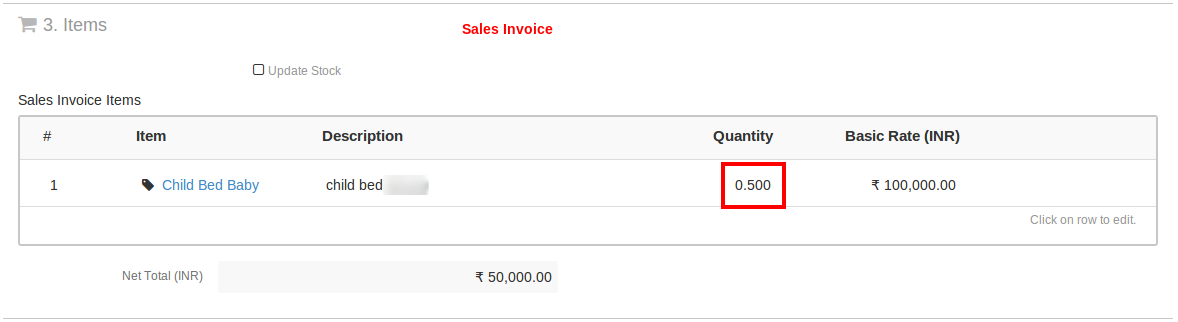 3. Items
Sales Invoice
Update Stock
Sales Invoice Items
# Item Description Quantity Basic Rate (INR)
1 Child Bed Baby child bed 0.500 ₹ 100,000.00
Click on row to edit.
Net Total (INR) ₹ 50,000.00